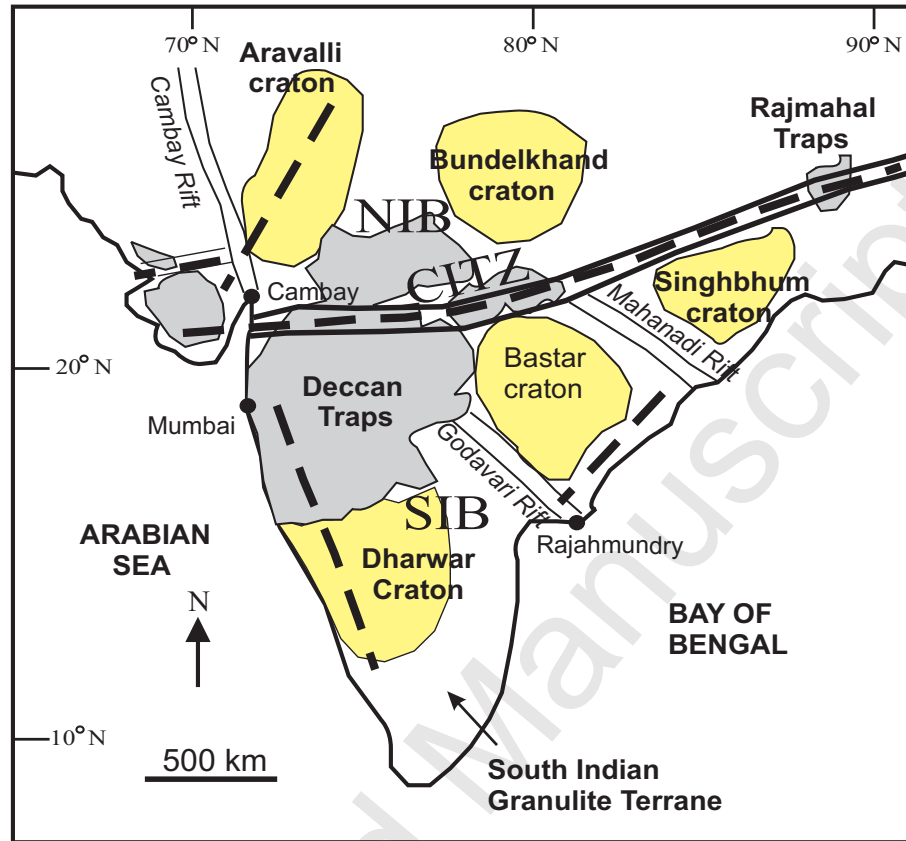 70°N
80°N
90°N
Aravalli
craton
Cambay Rift
Rajmahal
Traps
Bundelkhand
craton
NIB
CITZ
Cambay
Singhbhum
craton
Mahanadi Rift
20°N
Bastar
craton
Deccan
Traps
Mumbai
Godavari Rift
SIB
ARABIAN
SEA
Rajahmundry
Dharwar
Craton
N
BAY OF
BENGAL
10°N
500 km
South Indian
Granulite Terrane
d Manuscript